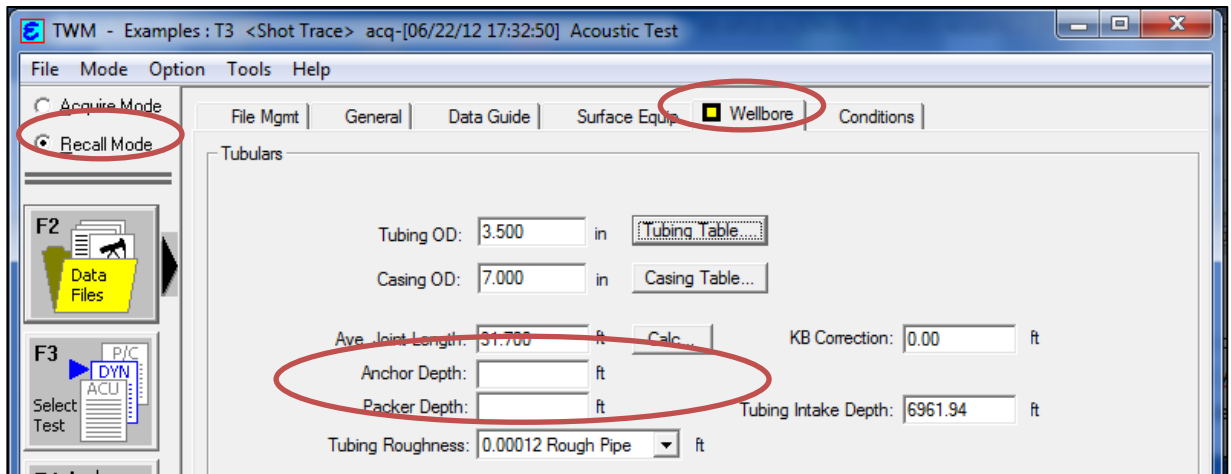 TWM - Examples : T3 <Shot Trace> acq-[06/22/12 17:32:50] Acoustic Test
File Mode Option Tools Help
Acquire Mode
Recall Mode
File Mgmt General Data Guide Surface Equip. Wellbore Conditions
Tubulars
F2
Data
Files
Tubing OD: 3.500 in Tubing Table....
Casing OD: 7.000 in Casing Table...
Ave. Joint Length: 31.700 ft Calc... KB Correction: 0.00 ft
Anchor Depth: ft
Packer Depth: ft Tubing Intake Depth: 6961.94 ft
Tubing Roughness: 0.00012 Rough Pipe ft
F3
P/C
DYN
ACU
Select
Test